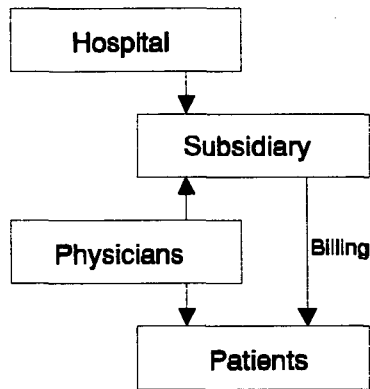 Hospital
Subsidiary
Billing
Physicians
Patients